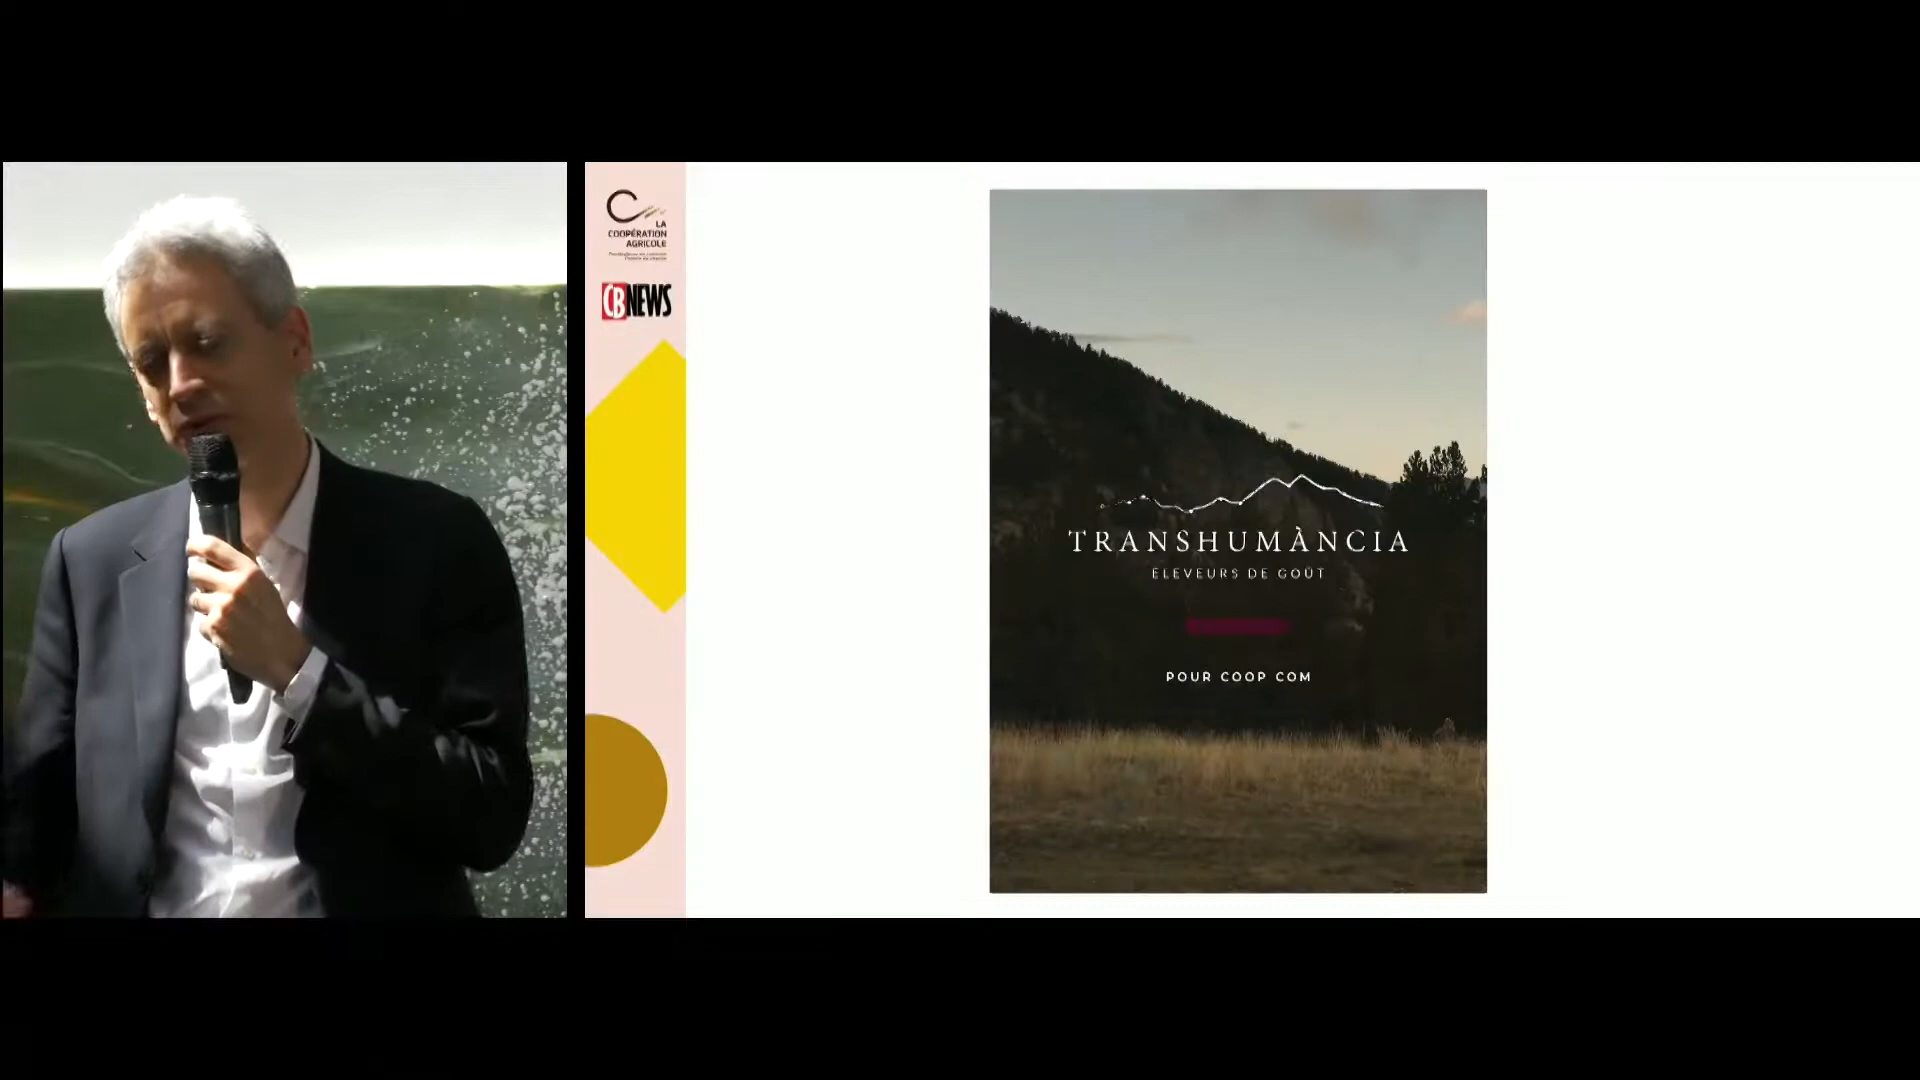 LA
COOPÉRATION
AGRICOLE
CBNEWS
TRANSHUMÀNCIA
ELEVEURS DE GOÛT
POUR COOP COM